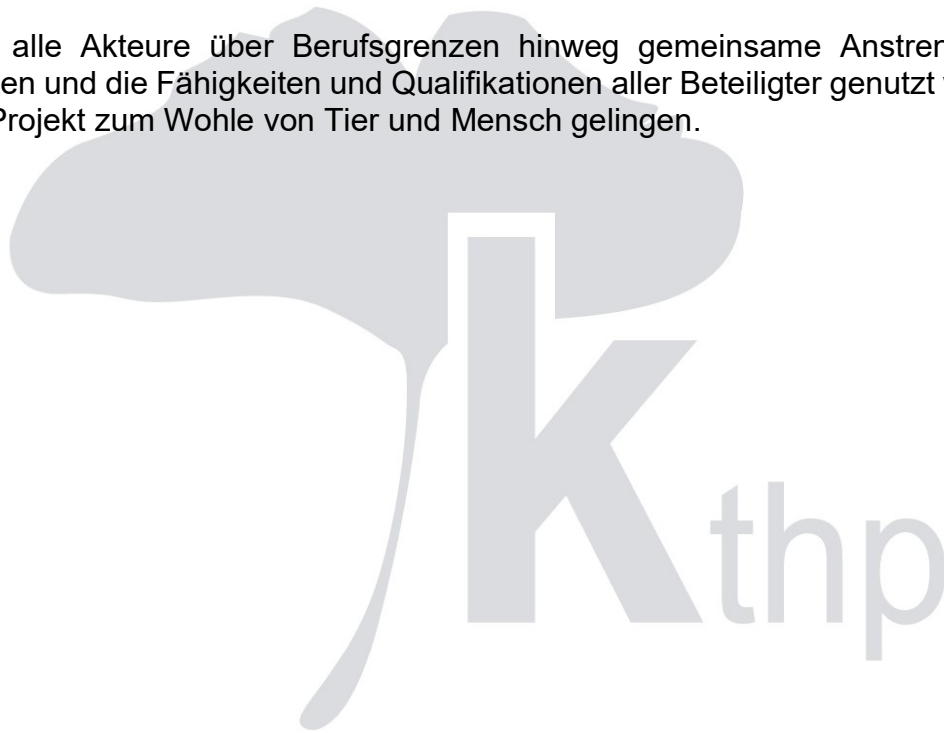 alle Akteure über Berufsgrenzen hinweg gemeinsame Anstren
en und die Fähigkeiten und Qualifikationen aller Beteiligter genutzt
Projekt zum Wohle von Tier und Mensch gelingen.
kthp